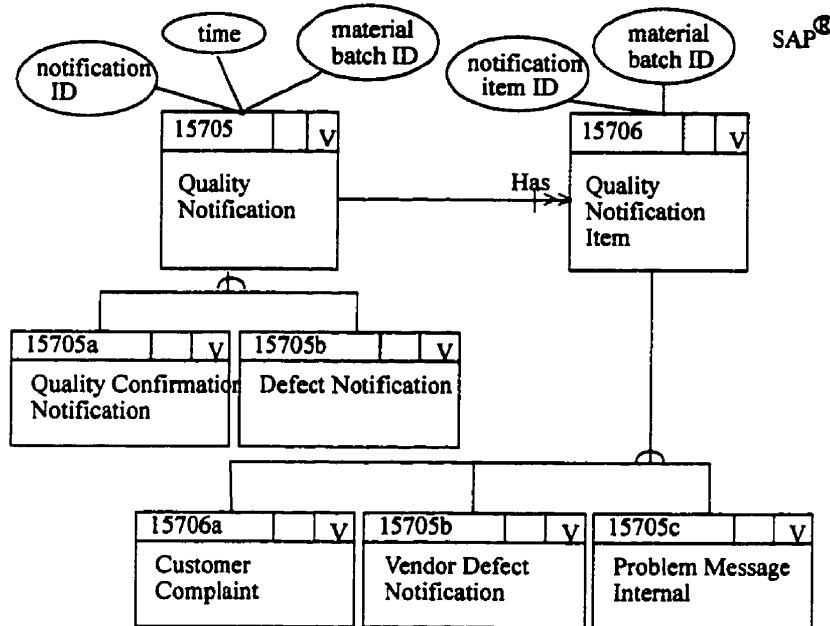 SAP®
time
material
batch ID
notification
ID
material
batch ID
notification
item ID
15705 V
Quality
Notification
Has
15706 V
Quality
Notification
Item
15705a V
Quality Confirmation
Notification
15705b V
Defect Notification
15706a V
Customer
Complaint
15705b V
Vendor Defect
Notification
15705c V
Problem Message
Internal